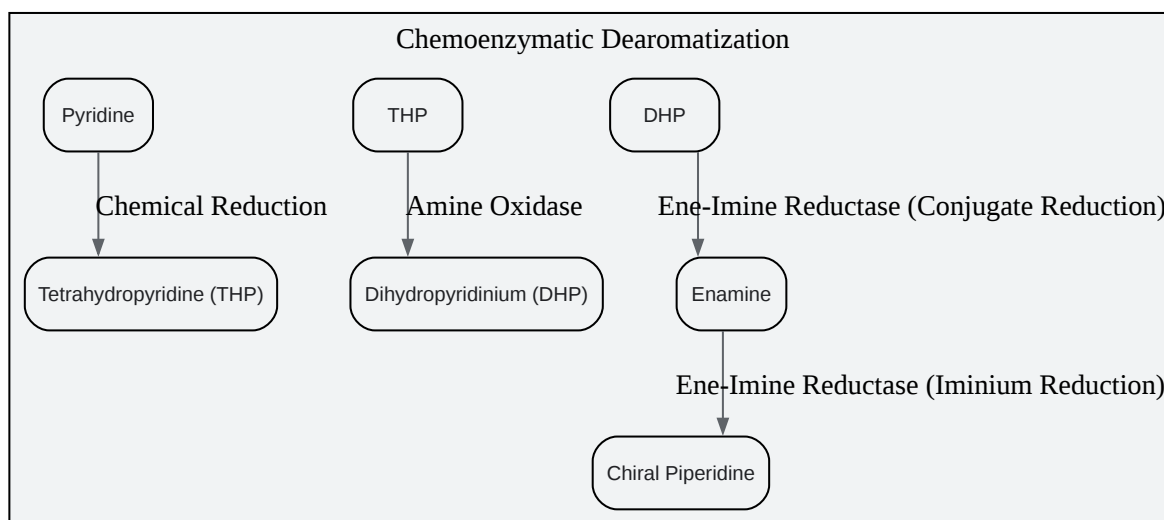 Chemoenzymatic Dearomatization
Pyridine
THP
DHP
Chemical Reduction
Amine Oxidase
Ene-Imine Reductase (Conjugate Reduction)
Tetrahydropyridine (THP)
Dihydropyridinium (DHP)
Enamine
Ene-Imine Reductase (Iminium Reduction)
Chiral Piperidine